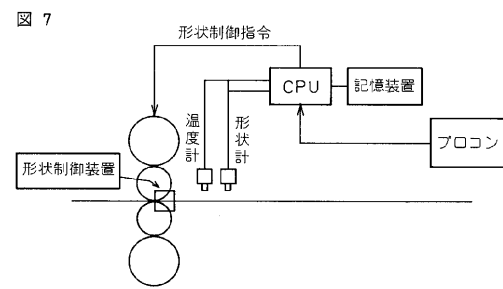 図 7
形状制御指令
CPU
記憶装置
温度計
形状計
プロコン
形状制御装置